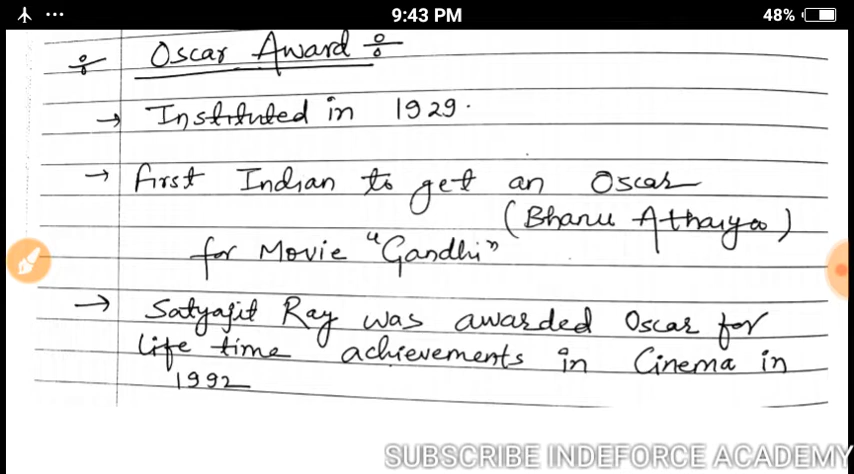 9:43 PM 48%
÷ Oscar Award ÷
→ Instituted in 1929.
→ first Indian to get an Oscar
(Bhanu Athaiya)
for Movie "Gandhi"
→ Satyajit Ray was awarded Oscar for
life time achievements in Cinema in
1992
SUBSCRIBE INDEFORCE ACADEMY